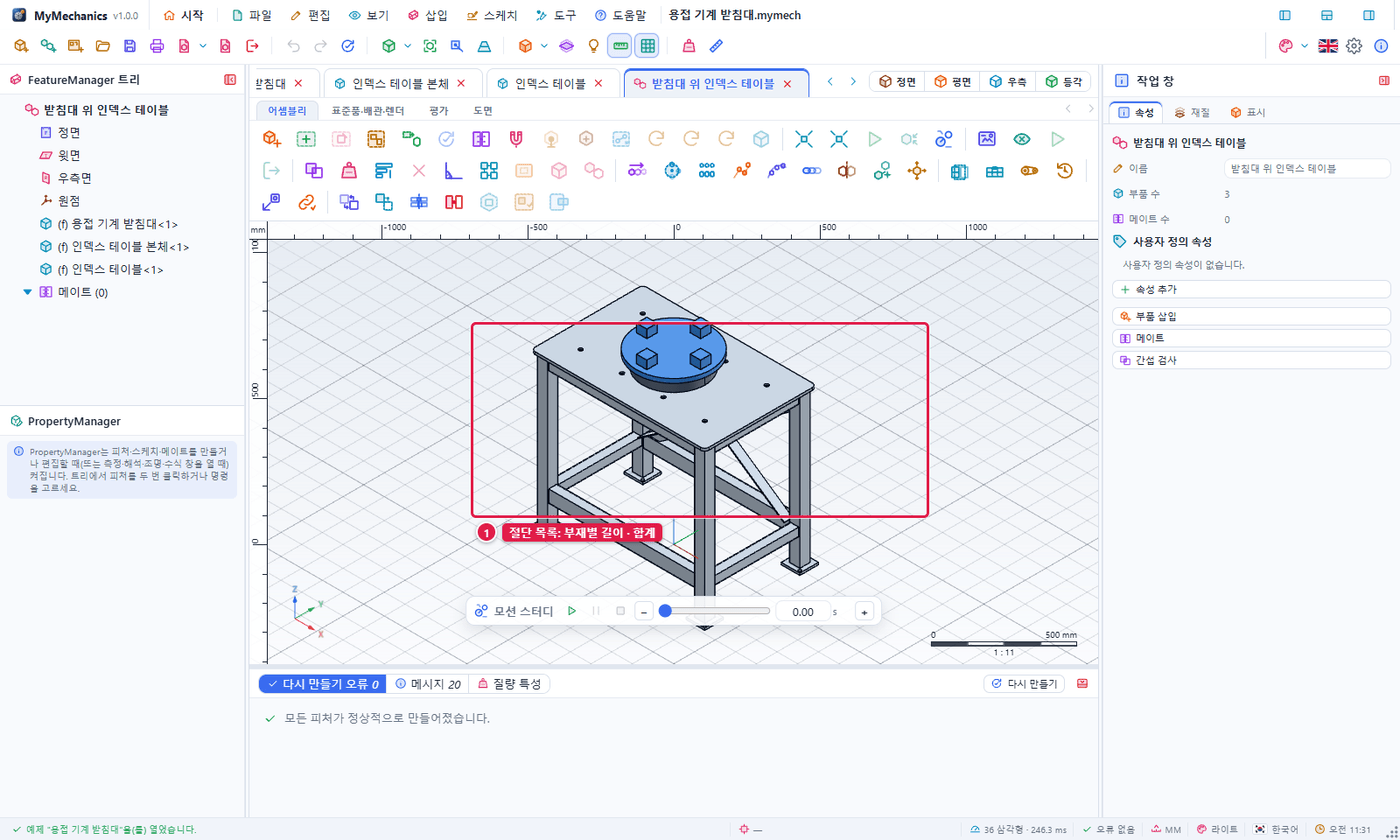 MyMechanics v1.0.0
시작
파일
편집
보기
삽입
스케치
도구
도움말
용접 기계 받침대.mymech
FeatureManager 트리
받침대 위 인덱스 테이블
정면
윗면
우측면
원점
(f) 용접 기계 받침대<1>
(f) 인덱스 테이블 본체<1>
(f) 인덱스 테이블<1>
메이트 (0)
PropertyManager
PropertyManager는 피처·스케치·메이트를 만들거
나 편집할 때(또는 측정·해석·조명·수식 창을 열 때)
켜집니다. 트리에서 피처를 두 번 클릭하거나 명령
을 고르세요.
받침대
인덱스 테이블 본체
인덱스 테이블
받침대 위 인덱스 테이블
정면
평면
우측
등각
어셈블리
표준품·배관·렌더
평가
도면
mm
-1000
-500
0
500
1000
500
0
1
절단 목록: 부재별 길이 · 합계
Z
Y
X
모션 스터디
0.00
s
0
500 mm
1 : 11
다시 만들기 오류 0
메시지 20
질량 특성
다시 만들기
모든 피처가 정상적으로 만들어졌습니다.
작업 창
속성
재질
표시
받침대 위 인덱스 테이블
이름
받침대 위 인덱스 테이블
부품 수
3
메이트 수
0
사용자 정의 속성
사용자 정의 속성이 없습니다.
속성 추가
부품 삽입
메이트
간섭 검사
예제 "용접 기계 받침대"을(를) 열었습니다.
—
36 삼각형 · 246.3 ms
오류 없음
MM
라이트
한국어
오전 11:31